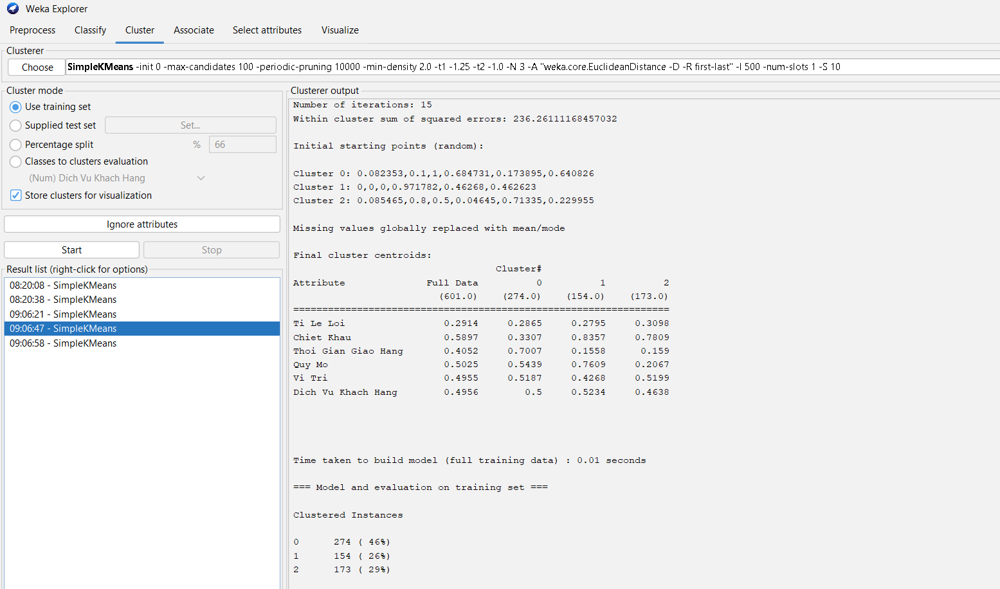 Weka Explorer
Preprocess Classify Cluster Associate Select attributes Visualize
Clusterer
Choose SimpleKMeans -init 0 -max-candidates 100 -periodic-pruning 10000 -min-density 2.0 -t1 -1.25 -t2 -1.0 -N 3 -A "weka.core.EuclideanDistance -D -R first-last" -I 500 -num-slots 1 -S 10
Cluster mode
Use training set
Supplied test set Set...
Percentage split % 66
Classes to clusters evaluation
(Num) Dich Vu Khach Hang
Store clusters for visualization
Ignore attributes
Start Stop
Result list (right-click for options)
08:20:08 - SimpleKMeans
08:20:38 - SimpleKMeans
09:06:21 - SimpleKMeans
09:06:47 - SimpleKMeans
09:06:58 - SimpleKMeans
Clusterer output
Number of iterations: 15
Within cluster sum of squared errors: 236.26111168457032
Initial starting points (random):
Cluster 0: 0.082353,0.1,1,0.684731,0.173895,0.640826
Cluster 1: 0,0,0,0.971782,0.46268,0.462623
Cluster 2: 0.085465,0.8,0.5,0.04645,0.71335,0.229955
Missing values globally replaced with mean/mode
Final cluster centroids:
Cluster#
Attribute Full Data 0 1 2
(601.0) (274.0) (154.0) (173.0)
=================================================================
Ti Le Loi 0.2914 0.2865 0.2795 0.3098
Chiet Khau 0.5897 0.3307 0.8357 0.7809
Thoi Gian Giao Hang 0.4052 0.7007 0.1558 0.159
Quy Mo 0.5025 0.5439 0.7609 0.2067
Vi Tri 0.4955 0.5187 0.4268 0.5199
Dich Vu Khach Hang 0.4956 0.5 0.5234 0.4638
Time taken to build model (full training data) : 0.01 seconds
=== Model and evaluation on training set ===
Clustered Instances
0 274 ( 46%)
1 154 ( 26%)
2 173 ( 29%)